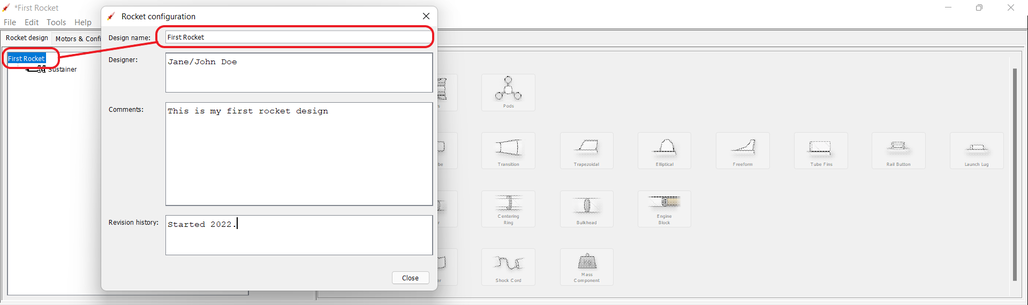 *First Rocket
File Edit Tools Help
Rocket design Motors & Confi
First Rocket
Sustainer
Rocket configuration
Design name: First Rocket
Designer: Jane/John Doe
Comments: This is my first rocket design
Revision history: Started 2022.
Close
Pods
Transition Trapezoidal Elliptical Freeform Tube Fins Rail Button Launch Lug
Centering
Ring
Bulkhead
Engine
Block
Shock Cord
Mass
Component